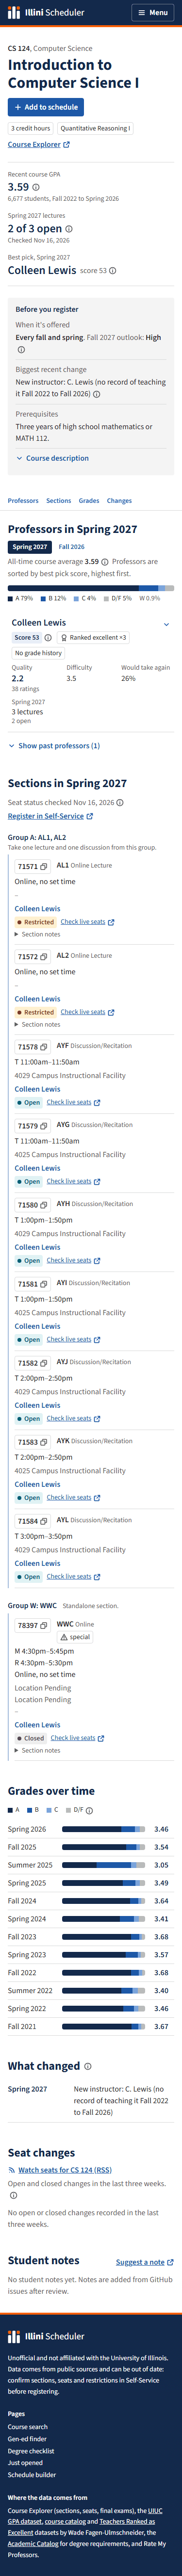 Illini Scheduler
Menu
CS 124, Computer Science
Introduction to
Computer Science I
Add to schedule
3 credit hours
Quantitative Reasoning I
Course Explorer
Recent course GPA
3.59
6,677 students, Fall 2022 to Spring 2026
Spring 2027 lectures
2 of 3 open
Checked Nov 16, 2026
Best pick, Spring 2027
Colleen Lewis score 53
Before you register
When it's offered
Every fall and spring. Fall 2027 outlook: High
Biggest recent change
New instructor: C. Lewis (no record of teaching
it Fall 2022 to Fall 2026)
Prerequisites
Three years of high school mathematics or
MATH 112.
Course description
Professors Sections Grades Changes
Professors in Spring 2027
Spring 2027 Fall 2026
All-time course average 3.59 Professors are
sorted by best pick score, highest first.
A 79% B 12% C 4% D/F 5% W 0.9%
Colleen Lewis
Score 53 Ranked excellent ×3
No grade history
Quality Difficulty Would take again
2.2 3.5 26%
38 ratings
Spring 2027
3 lectures
2 open
Show past professors (1)
Sections in Spring 2027
Seat status checked Nov 16, 2026
Register in Self-Service
Group A: AL1, AL2
Take one lecture and one discussion from this group.
71571 AL1 Online Lecture
Online, no set time
–
Colleen Lewis
Restricted Check live seats
Section notes
71572 AL2 Online Lecture
Online, no set time
–
Colleen Lewis
Restricted Check live seats
Section notes
71578 AYF Discussion/Recitation
T 11:00am–11:50am
4029 Campus Instructional Facility
Colleen Lewis
Open Check live seats
71579 AYG Discussion/Recitation
T 11:00am–11:50am
4025 Campus Instructional Facility
Colleen Lewis
Open Check live seats
71580 AYH Discussion/Recitation
T 1:00pm–1:50pm
4029 Campus Instructional Facility
Colleen Lewis
Open Check live seats
71581 AYI Discussion/Recitation
T 1:00pm–1:50pm
4025 Campus Instructional Facility
Colleen Lewis
Open Check live seats
71582 AYJ Discussion/Recitation
T 2:00pm–2:50pm
4029 Campus Instructional Facility
Colleen Lewis
Open Check live seats
71583 AYK Discussion/Recitation
T 2:00pm–2:50pm
4025 Campus Instructional Facility
Colleen Lewis
Open Check live seats
71584 AYL Discussion/Recitation
T 3:00pm–3:50pm
4029 Campus Instructional Facility
Colleen Lewis
Open Check live seats
Group W: WWC Standalone section.
78397 WWC Online
special
M 4:30pm–5:45pm
R 4:30pm–5:30pm
Online, no set time
Location Pending
Location Pending
–
Colleen Lewis
Closed Check live seats
Section notes
Grades over time
A B C D/F
Spring 2026 3.46
Fall 2025 3.54
Summer 2025 3.05
Spring 2025 3.49
Fall 2024 3.64
Spring 2024 3.41
Fall 2023 3.68
Spring 2023 3.57
Fall 2022 3.68
Summer 2022 3.40
Spring 2022 3.46
Fall 2021 3.67
What changed
Spring 2027 New instructor: C. Lewis (no
record of teaching it Fall 2022
to Fall 2026)
Seat changes
Watch seats for CS 124 (RSS)
Open and closed changes in the last three weeks.
No open or closed changes recorded in the last
three weeks.
Student notes
Suggest a note
No student notes yet. Notes are added from GitHub
issues after review.
Illini Scheduler
Unofficial and not affiliated with the University of Illinois.
Data comes from public sources and can be out of date:
confirm sections, seats and restrictions in Self-Service
before registering.
Pages
Course search
Gen-ed finder
Degree checklist
Just opened
Schedule builder
Where the data comes from
Course Explorer (sections, seats, final exams), the UIUC
GPA dataset, course catalog and Teachers Ranked as
Excellent datasets by Wade Fagen-Ulmschneider, the
Academic Catalog for degree requirements, and Rate My
Professors.